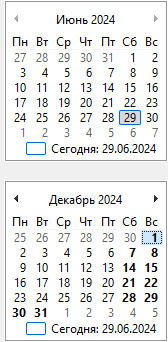 Июнь 2024
Пн Вт Ср Чт Пт Сб Вс
27 28 29 30 31 1 2
3 4 5 6 7 8 9
10 11 12 13 14 15 16
17 18 19 20 21 22 23
24 25 26 27 28 29 30
1 2 3 4 5 6 7
Сегодня: 29.06.2024
Декабрь 2024
Пн Вт Ср Чт Пт Сб Вс
25 26 27 28 29 30 1
2 3 4 5 6 7 8
9 10 11 12 13 14 15
16 17 18 19 20 21 22
23 24 25 26 27 28 29
30 31 1 2 3 4 5
Сегодня: 29.06.2024